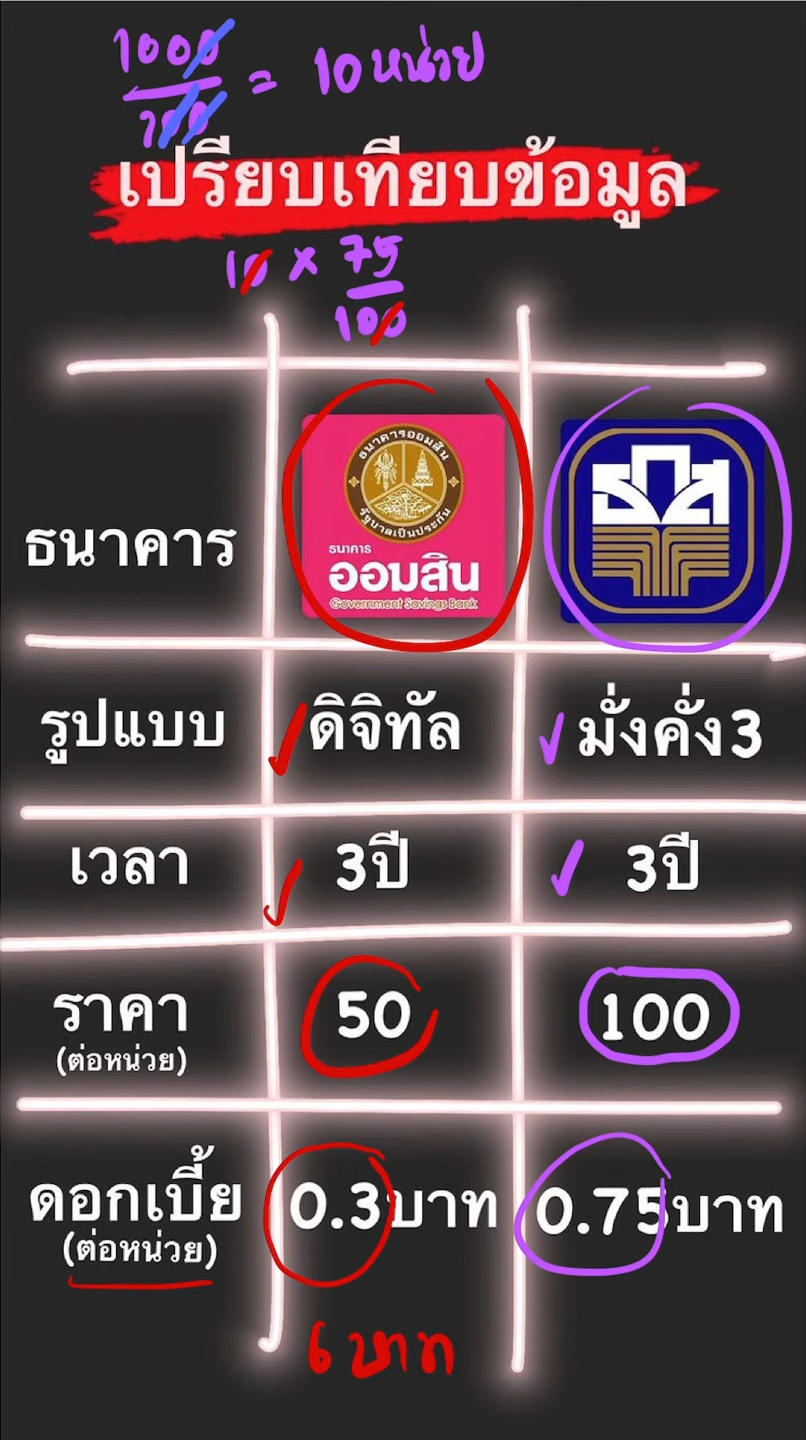 1000
100
= 10 หน่วย
เปรียบเทียบข้อมูล
10 × 75
100
ธนาคาร
ธนาคารออมสิน
รัฐบาลเป็นประกัน
ธนาคาร
ออมสิน
Government Savings Bank
ธกส
รูปแบบ
ดิจิทัล
มั่งคั่ง3
เวลา
3ปี
3ปี
ราคา
(ต่อหน่วย)
50
100
ดอกเบี้ย
(ต่อหน่วย)
0.3บาท
0.75บาท
6 บาท